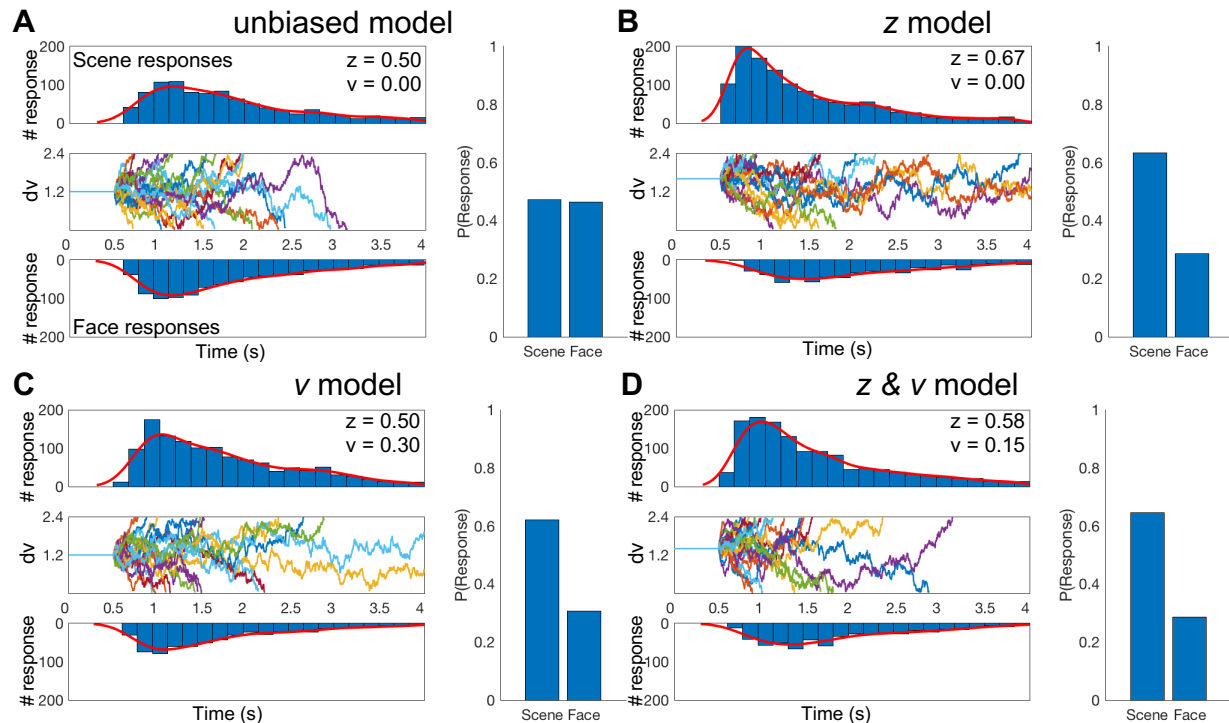 A
unbiased model
200
100
0
# response
Scene responses
z = 0.50
v = 0.00
2.4
1.2
dv
0 0.5 1 1.5 2 2.5 3 3.5 4
0
100
200
# response
Face responses
Time (s)
1
0.8
0.6
0.4
0.2
0
P(Response)
Scene Face
B
z model
200
100
0
# response
z = 0.67
v = 0.00
2.4
1.2
dv
0 0.5 1 1.5 2 2.5 3 3.5 4
0
100
200
# response
Time (s)
1
0.8
0.6
0.4
0.2
0
P(Response)
Scene Face
C
v model
200
100
0
# response
z = 0.50
v = 0.30
2.4
1.2
dv
0 0.5 1 1.5 2 2.5 3 3.5 4
0
100
200
# response
Time (s)
1
0.8
0.6
0.4
0.2
0
P(Response)
Scene Face
D
z & v model
200
100
0
# response
z = 0.58
v = 0.15
2.4
1.2
dv
0 0.5 1 1.5 2 2.5 3 3.5 4
0
100
200
# response
Time (s)
1
0.8
0.6
0.4
0.2
0
P(Response)
Scene Face